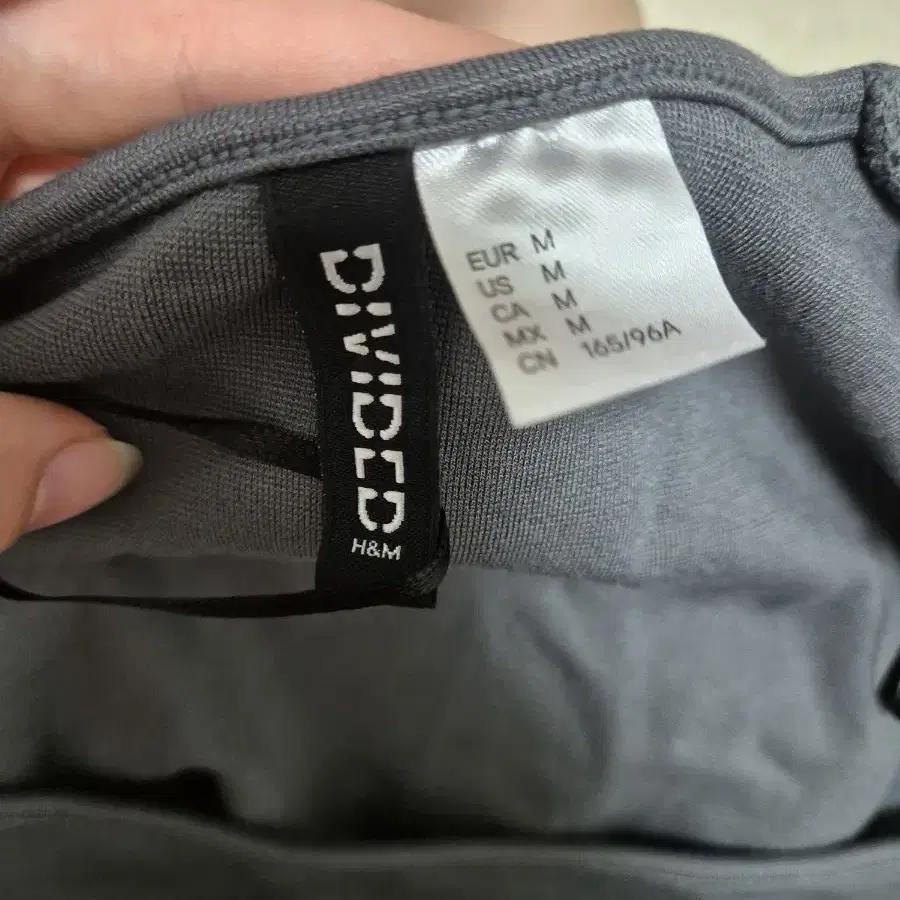 DIVIDED
H&M
EUR M
US M
CA M
MX M
CN 165/96A